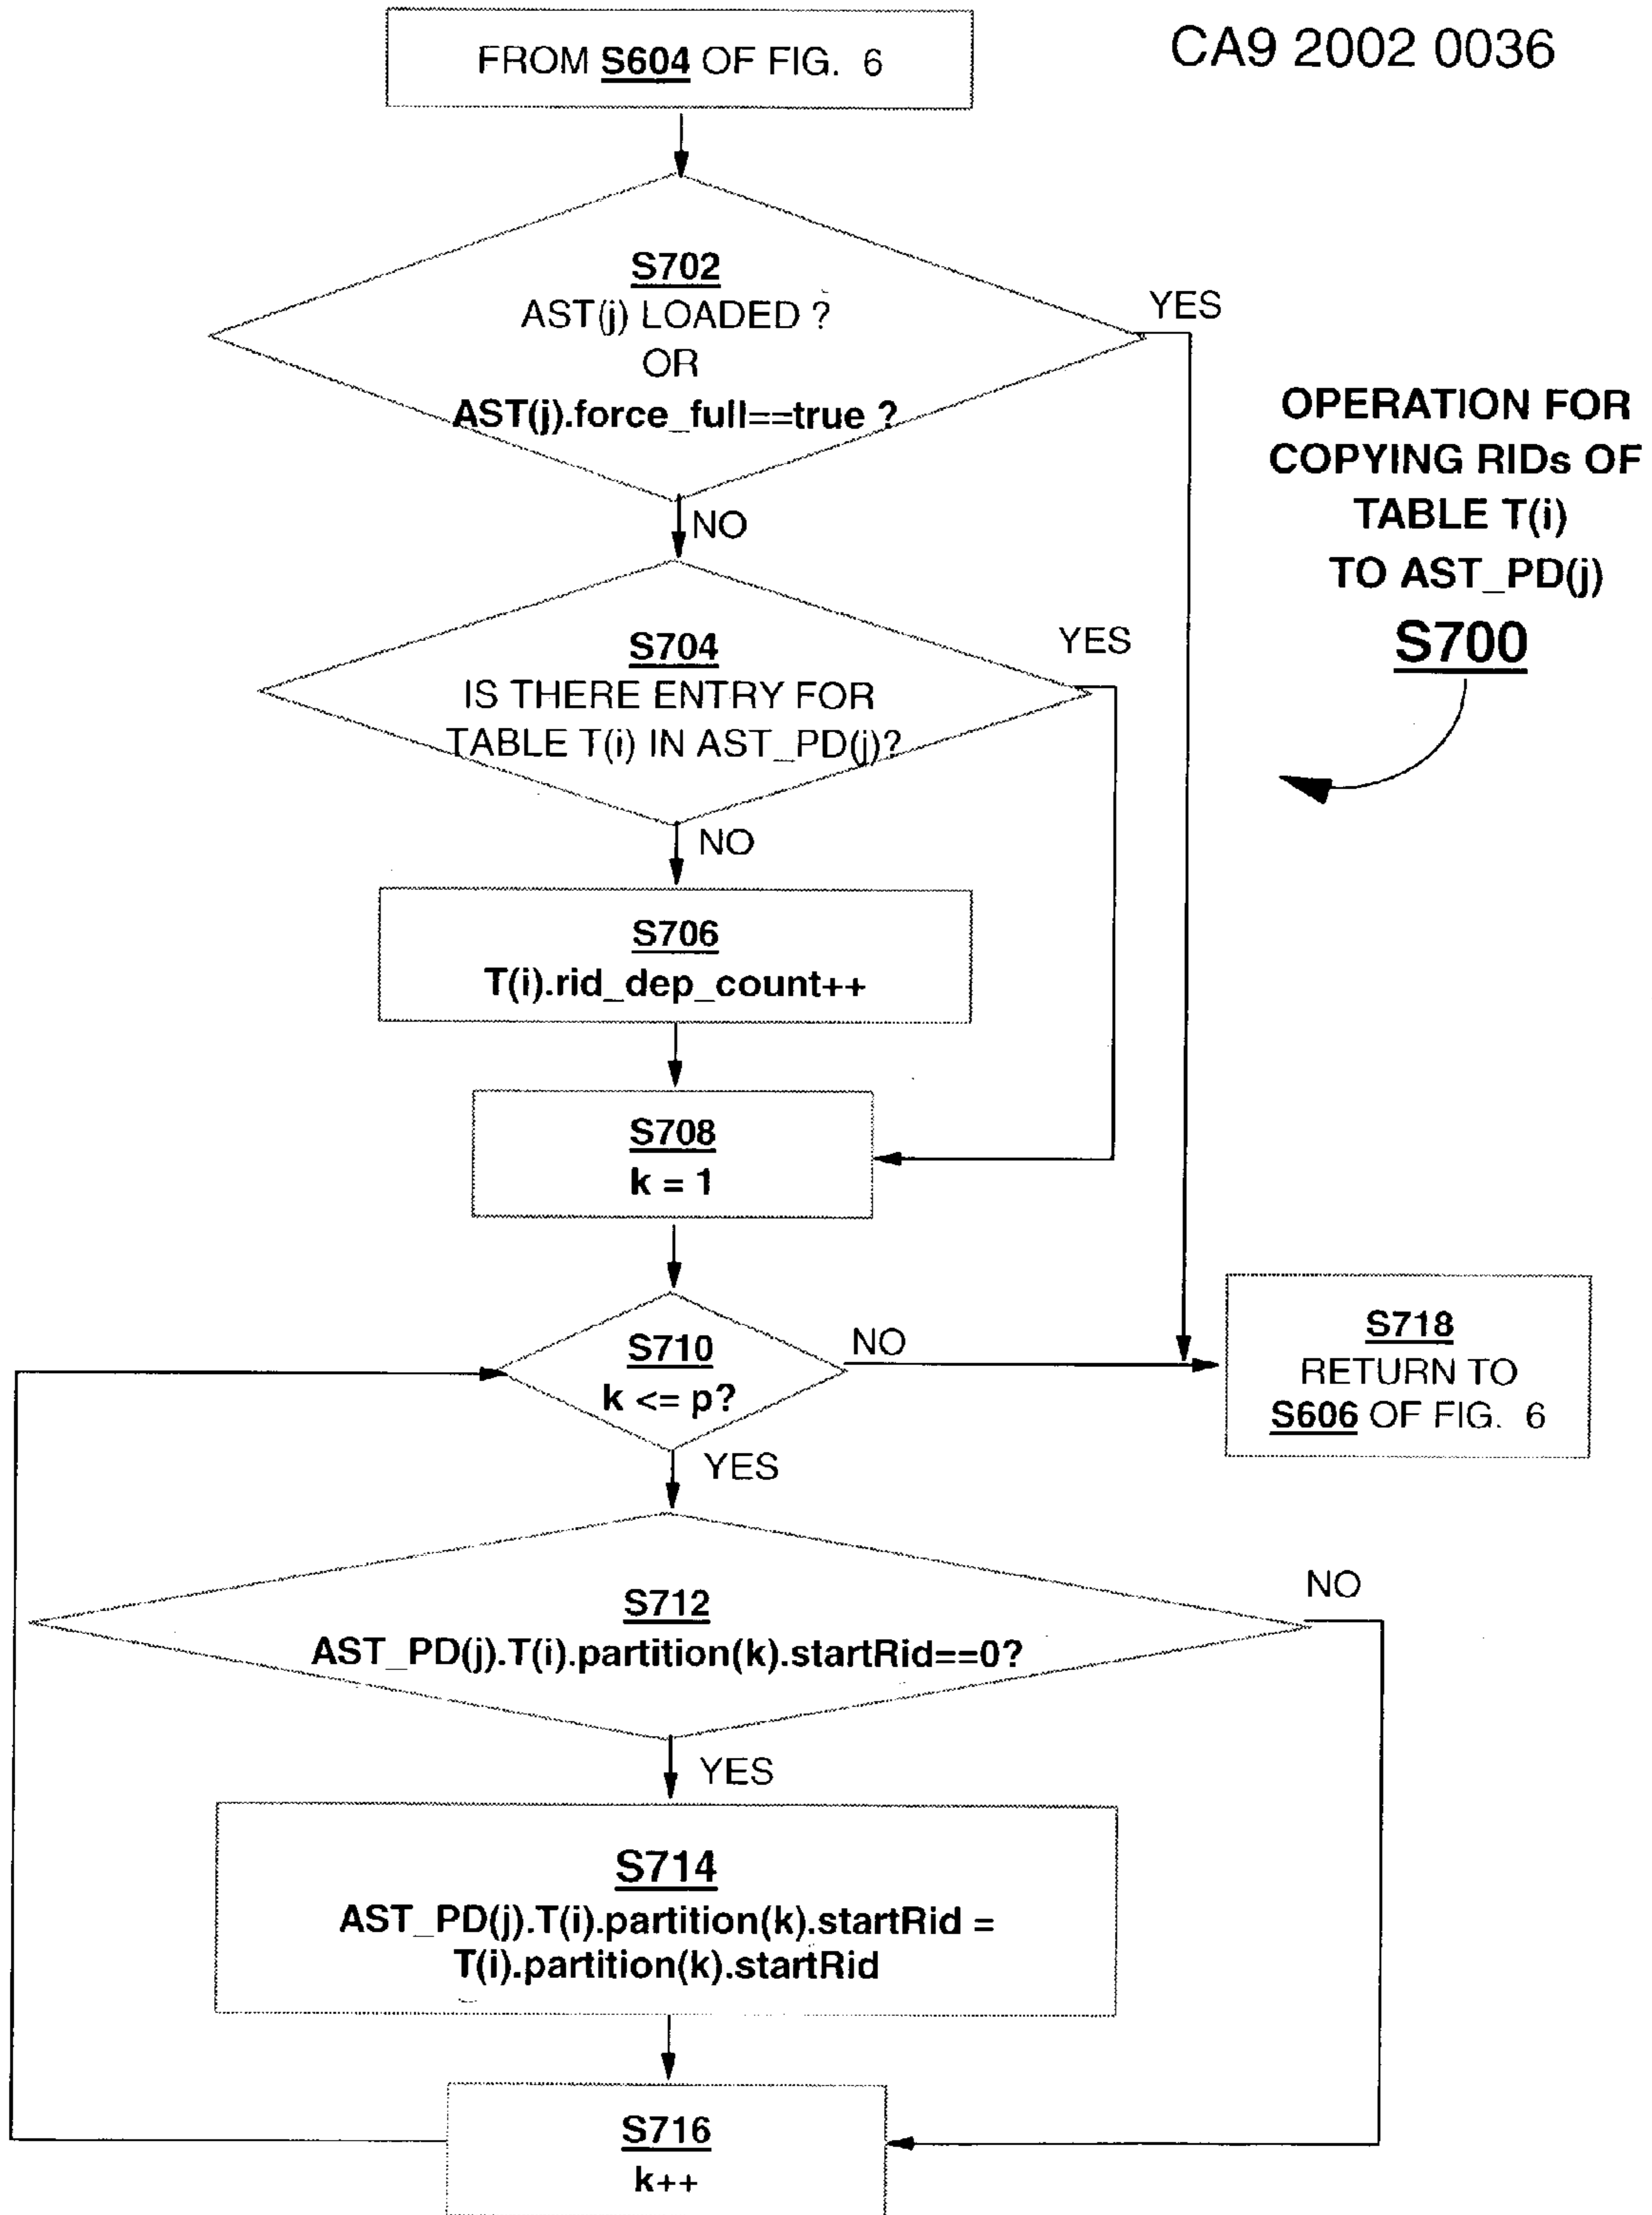 CA9 2002 0036
FROM S604 OF FIG. 6
S702
AST(j) LOADED ?
OR
AST(j).force_full==true ?
YES
NO
OPERATION FOR
COPYING RIDs OF
TABLE T(i)
TO AST_PD(j)
S700
S704
IS THERE ENTRY FOR
TABLE T(i) IN AST_PD(j)?
YES
NO
S706
T(i).rid_dep_count++
S708
k = 1
S710
k <= p?
NO
YES
S718
RETURN TO
S606 OF FIG. 6
S712
AST_PD(j).T(i).partition(k).startRid==0?
NO
YES
S714
AST_PD(j).T(i).partition(k).startRid =
T(i).partition(k).startRid
S716
k++